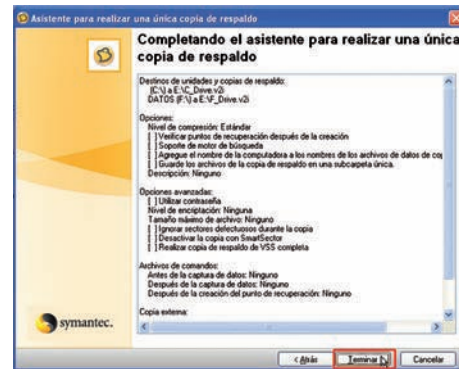 Asistente para realizar una única copia de respaldo
Completando el asistente para realizar una única
copia de respaldo
Destinos de unidades y copias de respaldo:
(C:\) a E:\C_Drive.v2i
DATOS (F:\) a E:\F_Drive.v2i
Opciones:
Nivel de compresión: Estándar
[ ] Verificar puntos de recuperación después de la creación
[ ] Soporte de motor de búsqueda
[ ] Agregue el nombre de la computadora a los nombres de los archivos de datos de cop
[ ] Guarde los archivos de la copia de respaldo en una subcarpeta única.
Descripción: Ninguno
Opciones avanzadas:
[ ] Utilizar contraseña
Nivel de encriptación: Ninguna
Tamaño máximo de archivo: Ninguno
[ ] Ignorar sectores defectuosos durante la copia
[ ] Desactivar la copia con SmartSector
[ ] Realizar copia de respaldo de VSS completa
Archivos de comandos:
Antes de la captura de datos: Ninguno
Después de la captura de datos: Ninguno
Después de la creación del punto de recuperación: Ninguno
Copia externa:
symantec.
< Atrás Terminar Cancelar